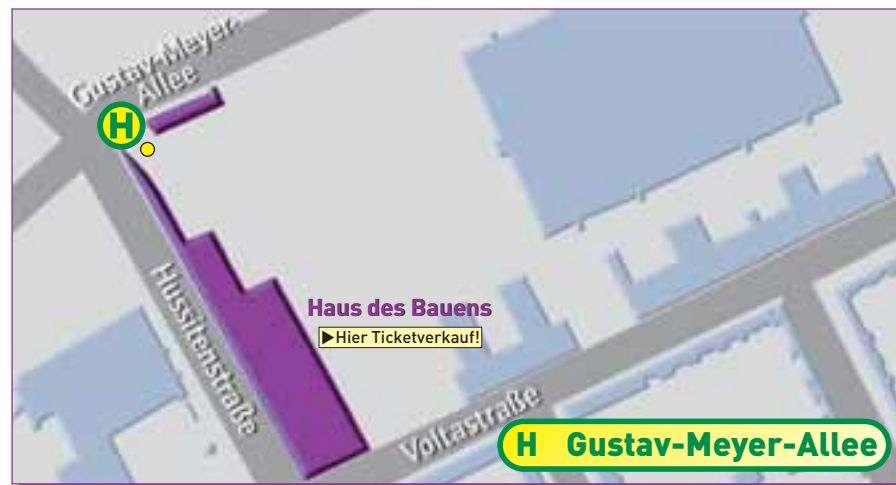 Gustav-Meyer-
Allee
H
Hussitenstraße
Haus des Bauens
▶Hier Ticketverkauf!
Voltastraße
H Gustav-Meyer-Allee